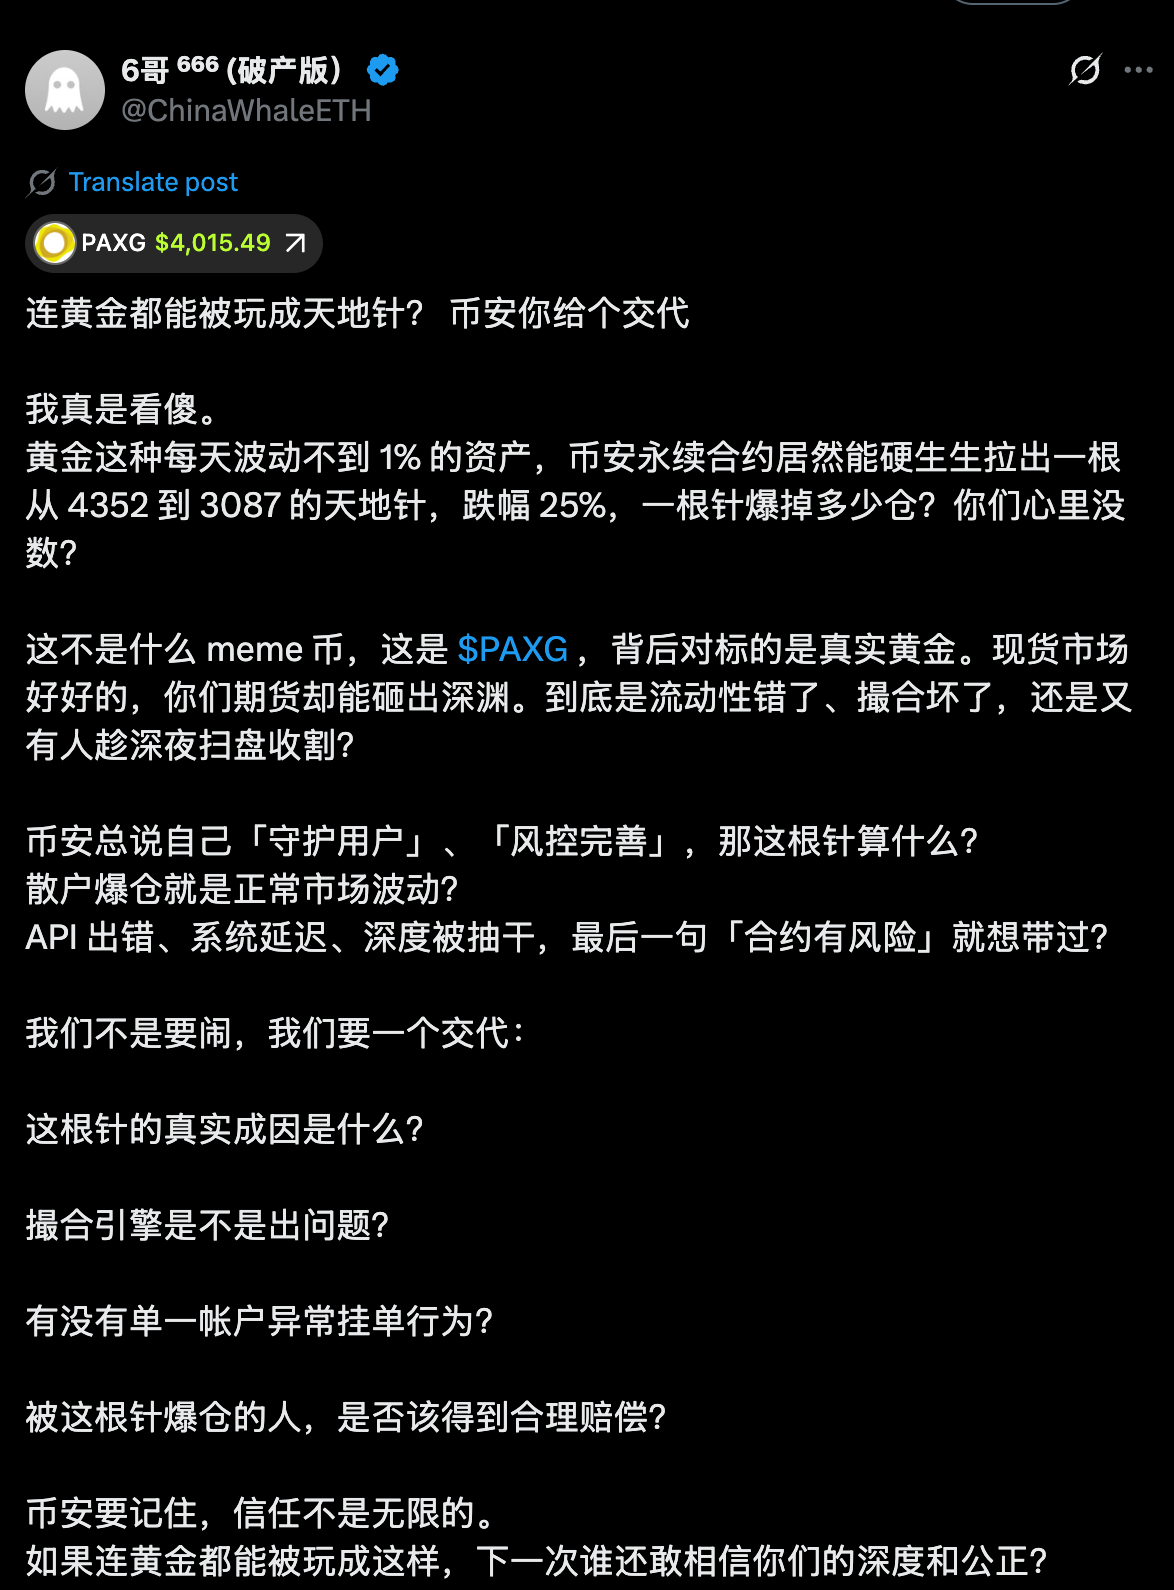 6哥 ⁶⁶⁶ (破产版）
@ChinaWhaleETH
Translate post
PAXG $4,015.49
连黄金都能被玩成天地针？ 币安你给个交代
我真是看傻。
黄金这种每天波动不到 1% 的资产，币安永续合约居然能硬生生拉出一根
从 4352 到 3087 的天地针，跌幅 25%，一根针爆掉多少仓？你们心里没
数？
这不是什么 meme 币，这是 $PAXG ，背后对标的是真实黄金。现货市场
好好的，你们期货却能砸出深渊。到底是流动性错了、撮合坏了，还是又
有人趁深夜扫盘收割？
币安总说自己「守护用户」、「风控完善」，那这根针算什么？
散户爆仓就是正常市场波动？
API 出错、系统延迟、深度被抽干，最后一句「合约有风险」就想带过？
我们不是要闹，我们要一个交代：
这根针的真实成因是什么？
撮合引擎是不是出问题？
有没有单一帐户异常挂单行为？
被这根针爆仓的人，是否该得到合理赔偿？
币安要记住，信任不是无限的。
如果连黄金都能被玩成这样，下一次谁还敢相信你们的深度和公正？